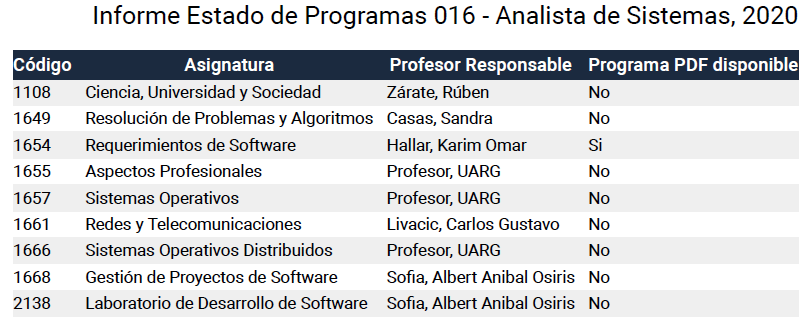 Informe Estado de Programas 016 - Analista de Sistemas, 2020
Código Asignatura Profesor Responsable Programa PDF disponible
1108 Ciencia, Universidad y Sociedad Zárate, Rúben No
1649 Resolución de Problemas y Algoritmos Casas, Sandra No
1654 Requerimientos de Software Hallar, Karim Omar Si
1655 Aspectos Profesionales Profesor, UARG No
1657 Sistemas Operativos Profesor, UARG No
1661 Redes y Telecomunicaciones Livacic, Carlos Gustavo No
1666 Sistemas Operativos Distribuidos Profesor, UARG No
1668 Gestión de Proyectos de Software Sofia, Albert Anibal Osiris No
2138 Laboratorio de Desarrollo de Software Sofia, Albert Anibal Osiris No